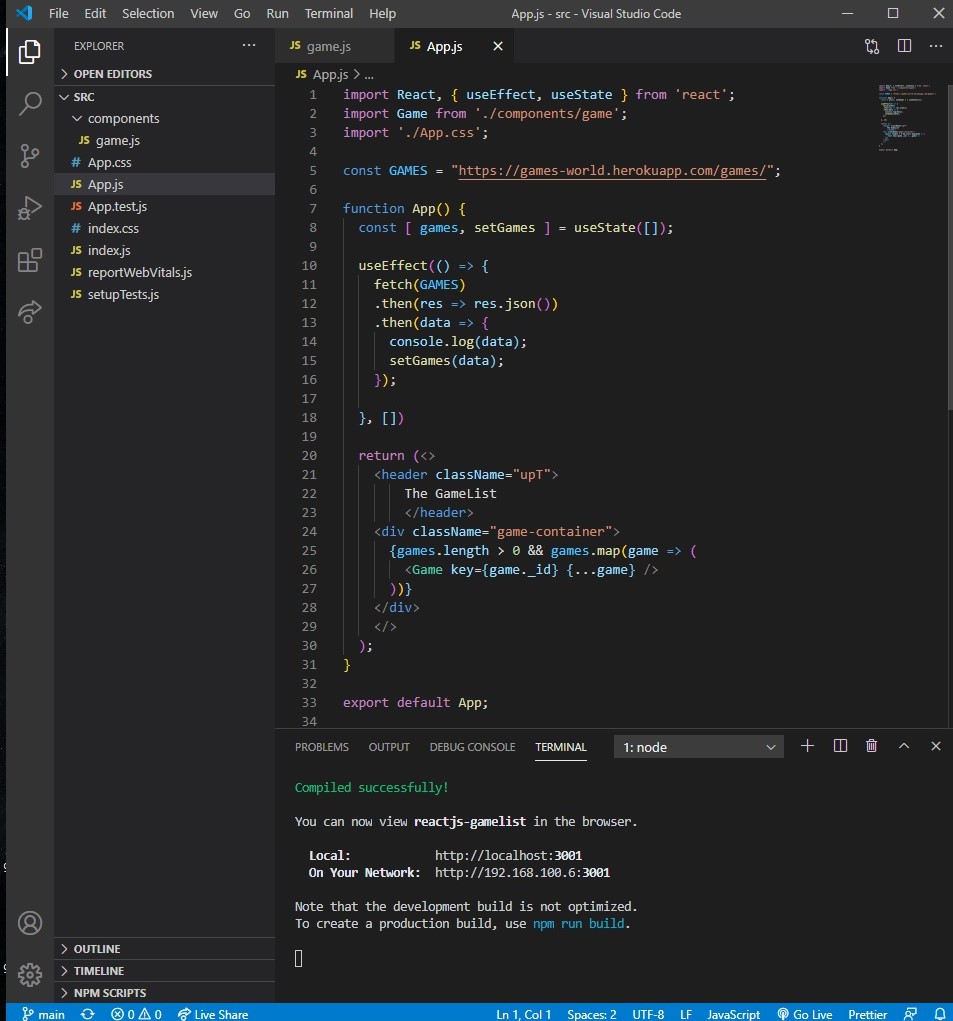 File Edit Selection View Go Run Terminal Help App.js - src - Visual Studio Code
EXPLORER ···
OPEN EDITORS
SRC
components
JS game.js
# App.css
JS App.js
JS App.test.js
# index.css
JS index.js
JS reportWebVitals.js
JS setupTests.js
OUTLINE
TIMELINE
NPM SCRIPTS
JS game.js JS App.js
JS App.js > ...
1 import React, { useEffect, useState } from 'react';
2 import Game from './components/game';
3 import './App.css';
4
5 const GAMES = "https://games-world.herokuapp.com/games/";
6
7 function App() {
8 const [ games, setGames ] = useState([]);
9
10 useEffect(() => {
11 fetch(GAMES)
12 .then(res => res.json())
13 .then(data => {
14 console.log(data);
15 setGames(data);
16 });
17
18 }, [])
19
20 return (<>
21 <header className="upT">
22 The GameList
23 </header>
24 <div className="game-container">
25 {games.length > 0 && games.map(game => (
26 <Game key={game._id} {...game} />
27 ))}
28 </div>
29 </>
30 );
31 }
32
33 export default App;
34
PROBLEMS OUTPUT DEBUG CONSOLE TERMINAL 1: node
Compiled successfully!
You can now view reactjs-gamelist in the browser.
Local: http://localhost:3001
On Your Network: http://192.168.100.6:3001
Note that the development build is not optimized.
To create a production build, use npm run build.
main 0 0 Live Share Ln 1, Col 1 Spaces: 2 UTF-8 LF JavaScript Go Live Prettier